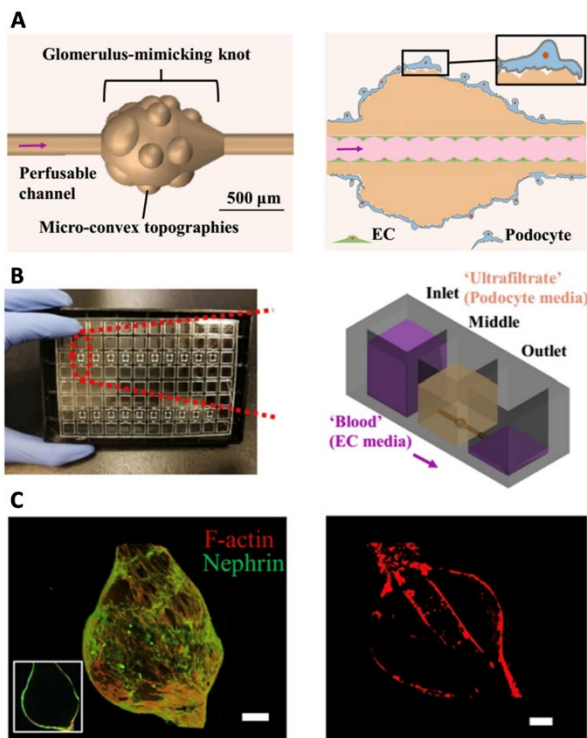 A
Glomerulus-mimicking knot
Perfusable
channel
500 µm
Micro-convex topographies
EC
Podocyte
B
'Ultrafiltrate'
Inlet (Podocyte media)
Middle
Outlet
'Blood'
(EC media)
C
F-actin
Nephrin